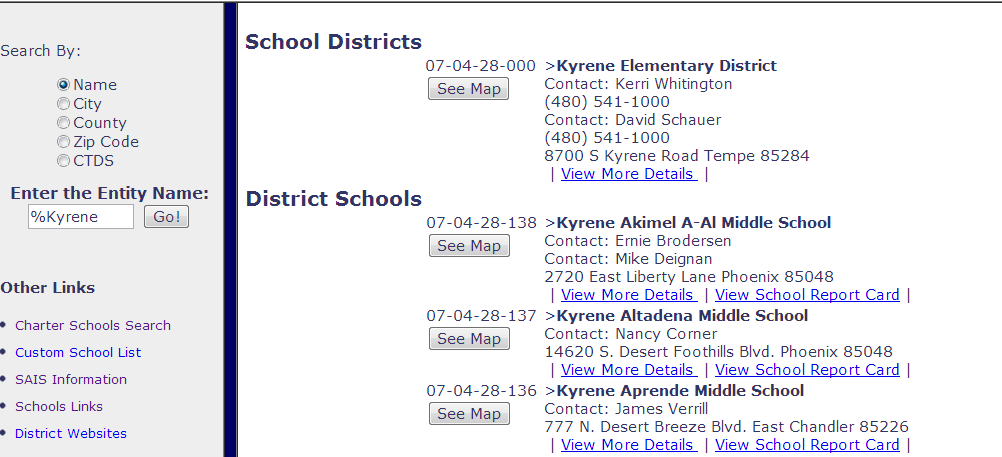 Search By:
Name
City
County
Zip Code
CTDS
Enter the Entity Name:
%Kyrene Go!
Other Links
Charter Schools Search
Custom School List
SAIS Information
Schools Links
District Websites
School Districts
07-04-28-000 >Kyrene Elementary District
See Map Contact: Kerri Whitington
(480) 541-1000
Contact: David Schauer
(480) 541-1000
8700 S Kyrene Road Tempe 85284
| View More Details |
District Schools
07-04-28-138 >Kyrene Akimel A-Al Middle School
See Map Contact: Ernie Brodersen
Contact: Mike Deignan
2720 East Liberty Lane Phoenix 85048
| View More Details | View School Report Card |
07-04-28-137 >Kyrene Altadena Middle School
See Map Contact: Nancy Corner
14620 S. Desert Foothills Blvd. Phoenix 85048
| View More Details | View School Report Card |
07-04-28-136 >Kyrene Aprende Middle School
See Map Contact: James Verrill
777 N. Desert Breeze Blvd. East Chandler 85226
| View More Details | View School Report Card |